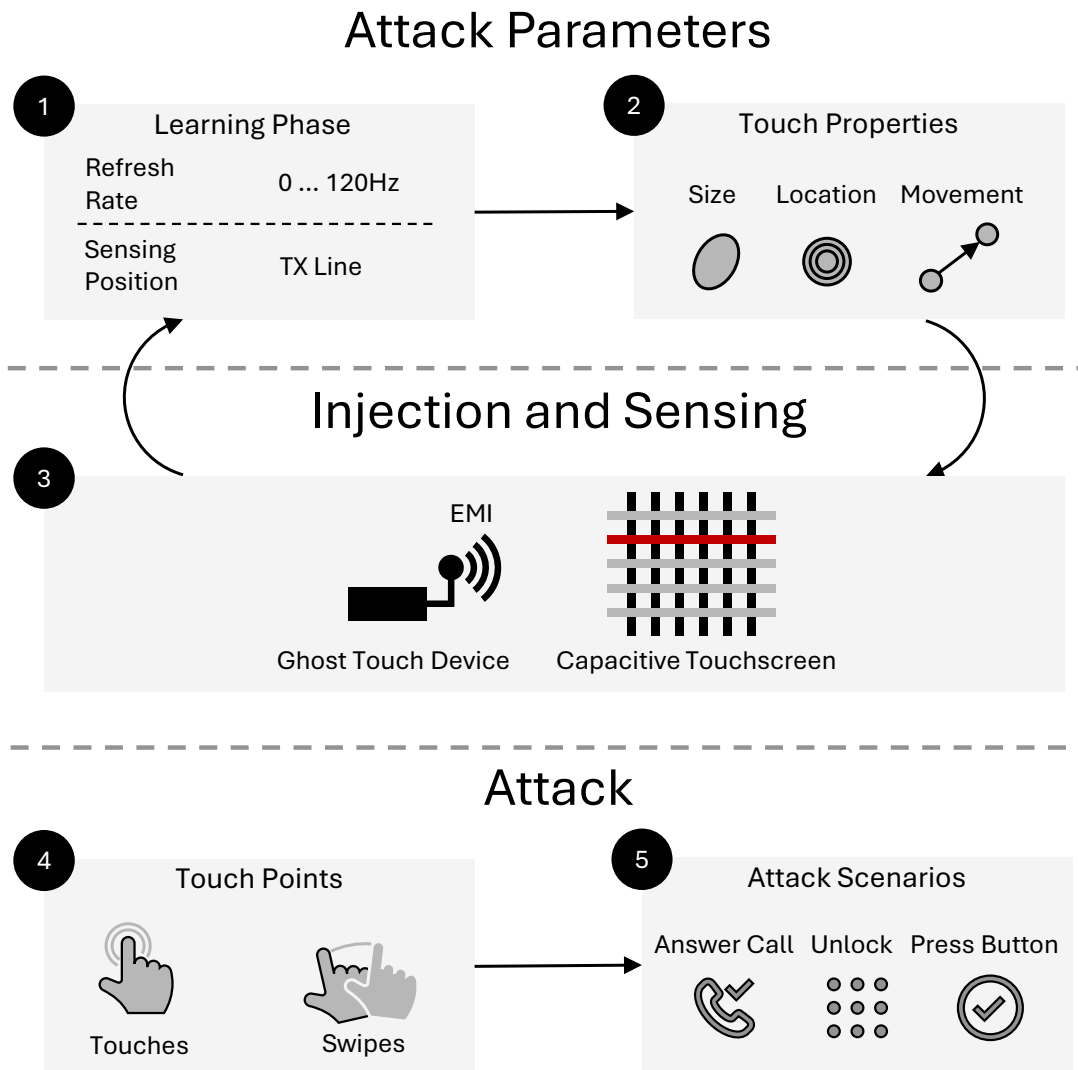 Attack Parameters
1
Learning Phase
Refresh
Rate
0 ... 120Hz
Sensing
Position
TX Line
2
Touch Properties
Size
Location
Movement
Injection and Sensing
3
EMI
Ghost Touch Device
Capacitive Touchscreen
Attack
4
Touch Points
Touches
Swipes
5
Attack Scenarios
Answer Call
Unlock
Press Button